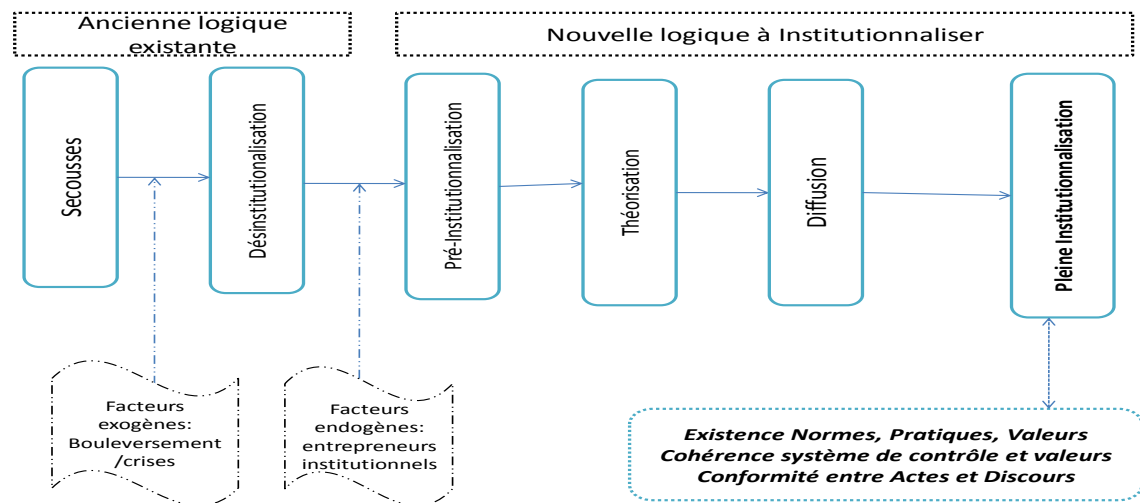 Ancienne logique
existante
Nouvelle logique à Institutionnaliser
Secousses
Désinstitutionalisation
Pré-Institutionnalisation
Théorisation
Diffusion
Pleine Institutionnalisation
Facteurs
exogènes:
Bouleversement
/crises
Facteurs
endogènes:
entrepreneurs
institutionnels
Existence Normes, Pratiques, Valeurs
Cohérence système de contrôle et valeurs
Conformité entre Actes et Discours